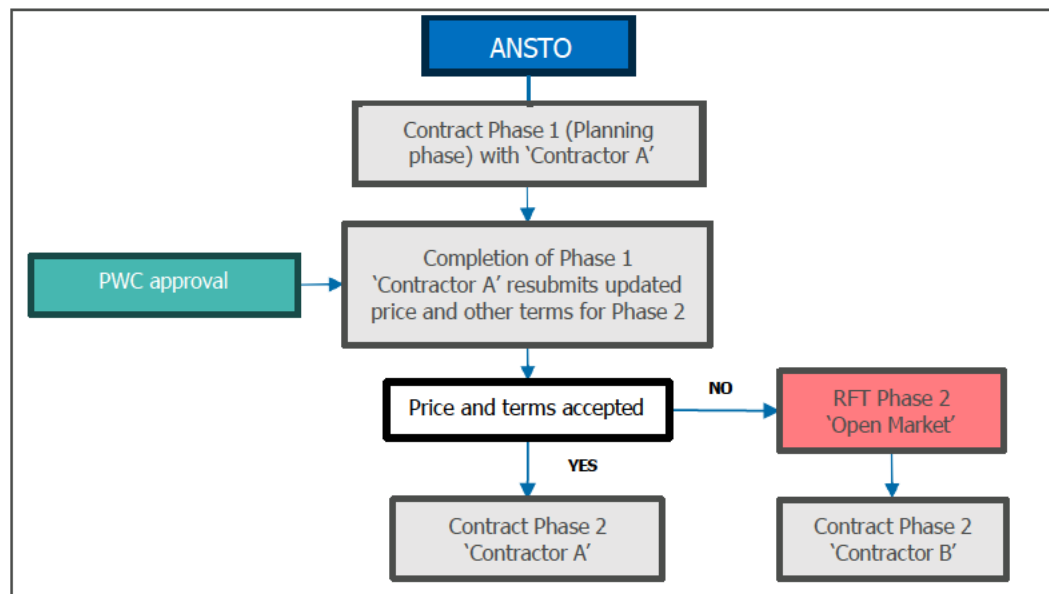 ANSTO
Contract Phase 1 (Planning
phase) with ‘Contractor A’
Completion of Phase 1
‘Contractor A’ resubmits updated
price and other terms for Phase 2
PWC approval
Price and terms accepted
NO
RFT Phase 2
‘Open Market’
YES
Contract Phase 2
‘Contractor A’
Contract Phase 2
‘Contractor B’